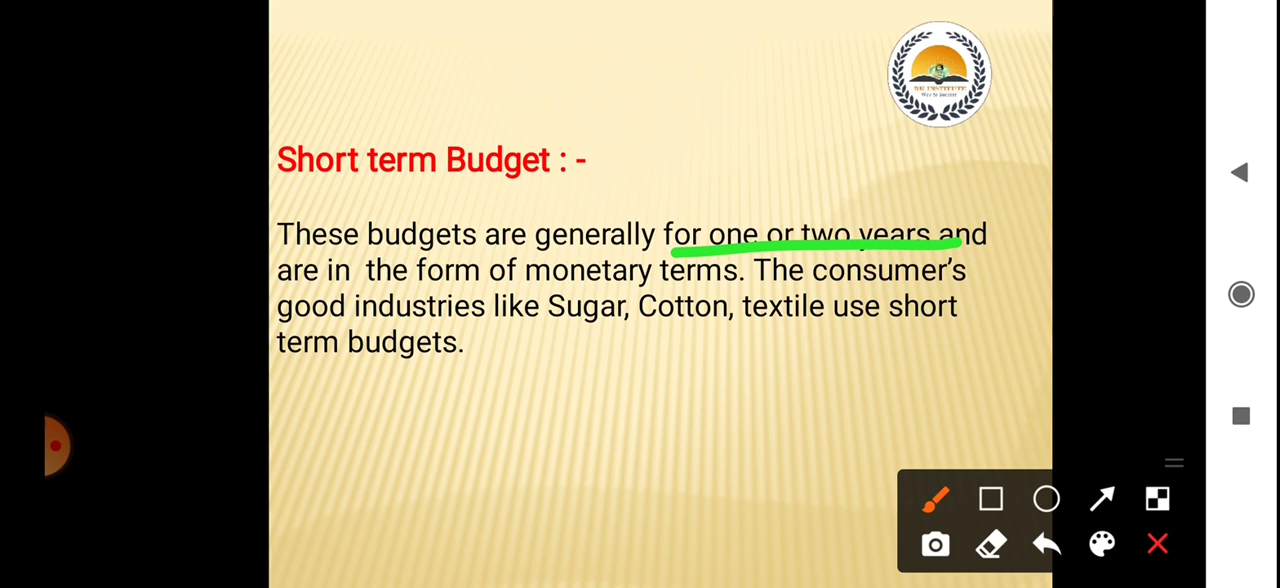 Short term Budget : -
These budgets are generally for one or two years and
are in the form of monetary terms. The consumer’s
good industries like Sugar, Cotton, textile use short
term budgets.